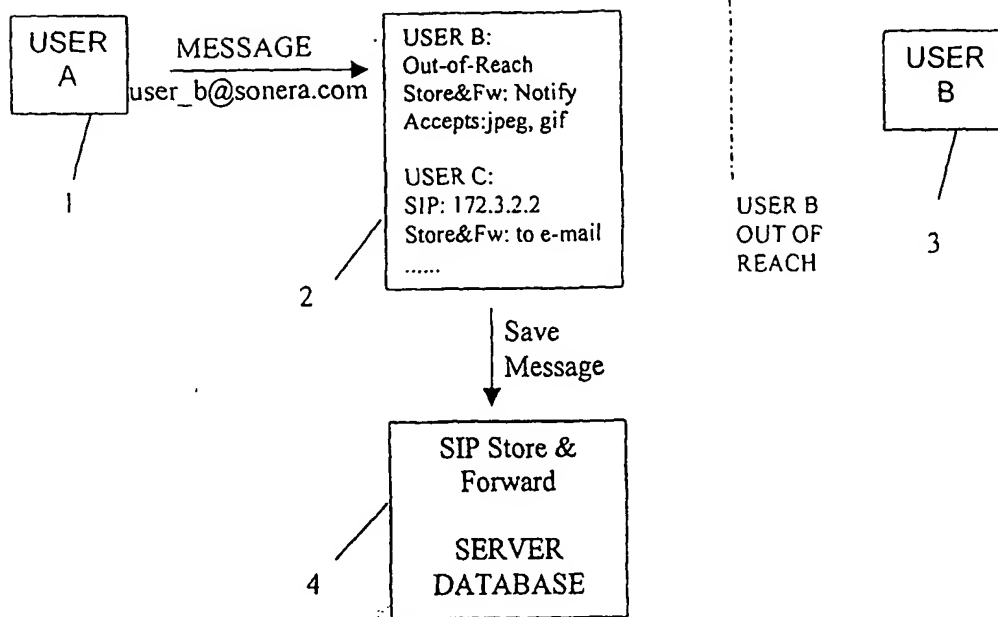 USER
A
MESSAGE
user_b@sonera.com
1
USER B:
Out-of-Reach
Store&Fw: Notify
Accepts:jpeg, gif
USER C:
SIP: 172.3.2.2
Store&Fw: to e-mail
......
2
USER
B
3
USER B
OUT OF
REACH
Save
Message
SIP Store &
Forward
SERVER
DATABASE
4